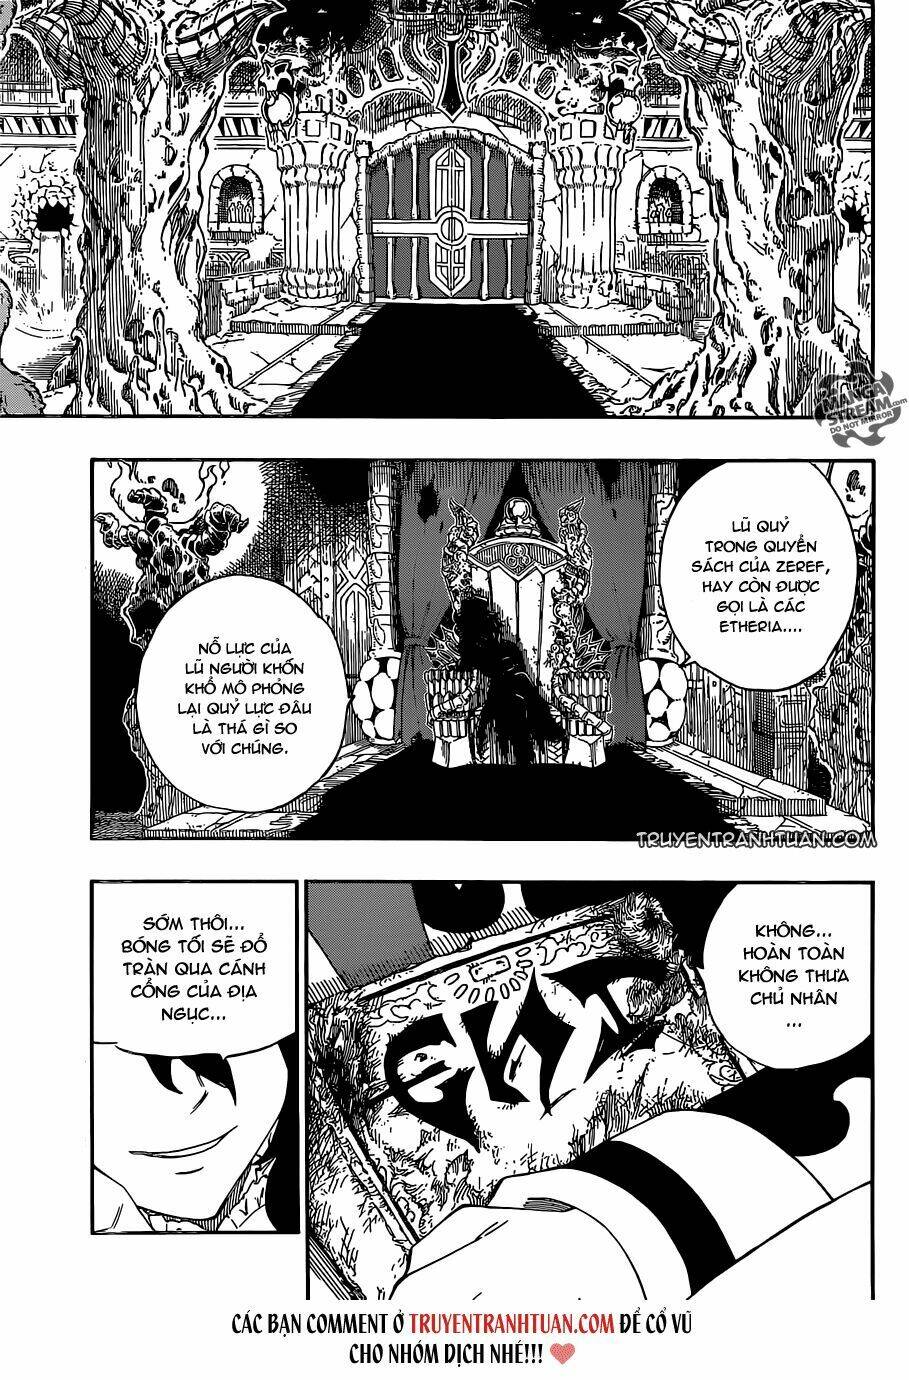 MANGA
STREAM.com
DO NOT MIRROR
LŨ QUỶ
TRONG QUYỂN
SÁCH CỦA ZEREF,
HAY CÒN ĐƯỢC
GỌI LÀ CÁC
ETHERIA....
NỖ LỰC CỦA
LŨ NGƯỜI KHỐN
KHỔ MÔ PHỎNG
LẠI QUỶ LỰC ĐÂU
LÀ THÁ GÌ SO
VỚI CHÚNG.
TRUYENTRANHTUAN.COM
KHÔNG...
HOÀN TOÀN
KHÔNG THƯA
CHỦ NHÂN
...
SỚM THÔI...
BÓNG TỐI SẼ ĐỔ
TRÀN QUA CÁNH
CỔNG CỦA ĐỊA
NGỤC...
CÁC BẠN COMMENT Ở TRUYENTRANHTUAN.COM ĐỂ CỔ VŨ
CHO NHÓM DỊCH NHÉ!!!